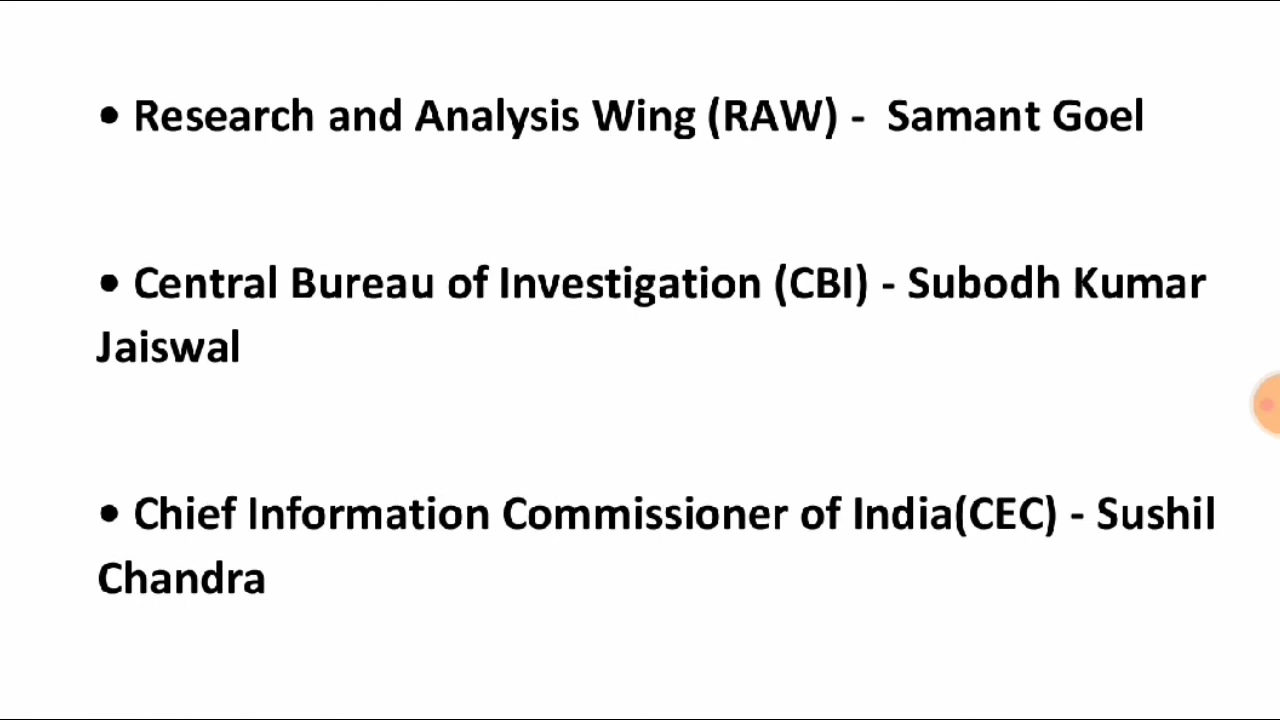 • Research and Analysis Wing (RAW) - Samant Goel
• Central Bureau of Investigation (CBI) - Subodh Kumar
Jaiswal
• Chief Information Commissioner of India(CEC) - Sushil
Chandra